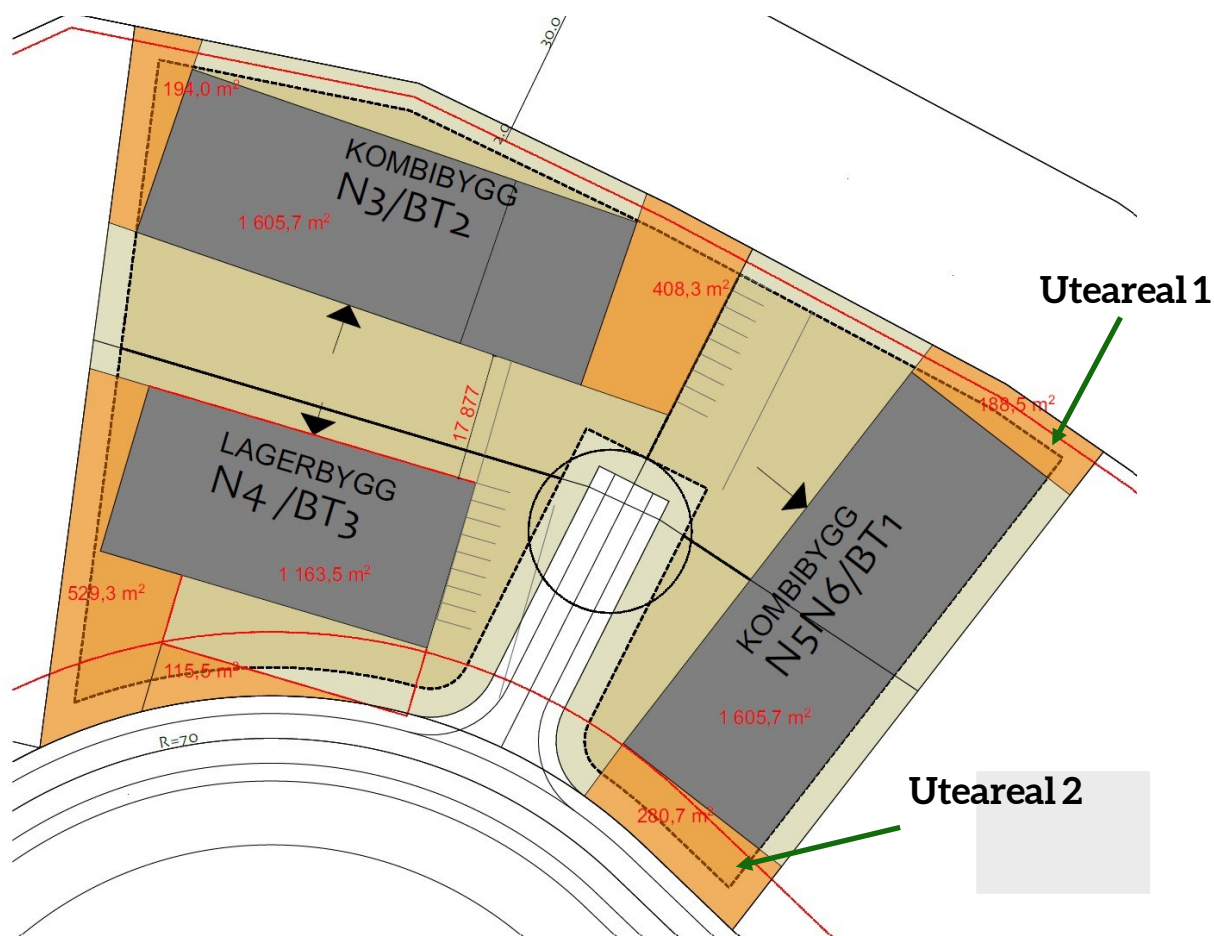 30.0
2.0
194,0 m²
KOMBIBYGG
N3/BT2
1 605,7 m²
408,3 m²
Uteareal 1
188,5 m²
17 877
LAGERBYGG
N4 /BT3
1 163,5 m²
529,3 m²
115,5 m²
KOMBIBYGG
N5N6/BT1
1 605,7 m²
R=70
280,7 m²
Uteareal 2